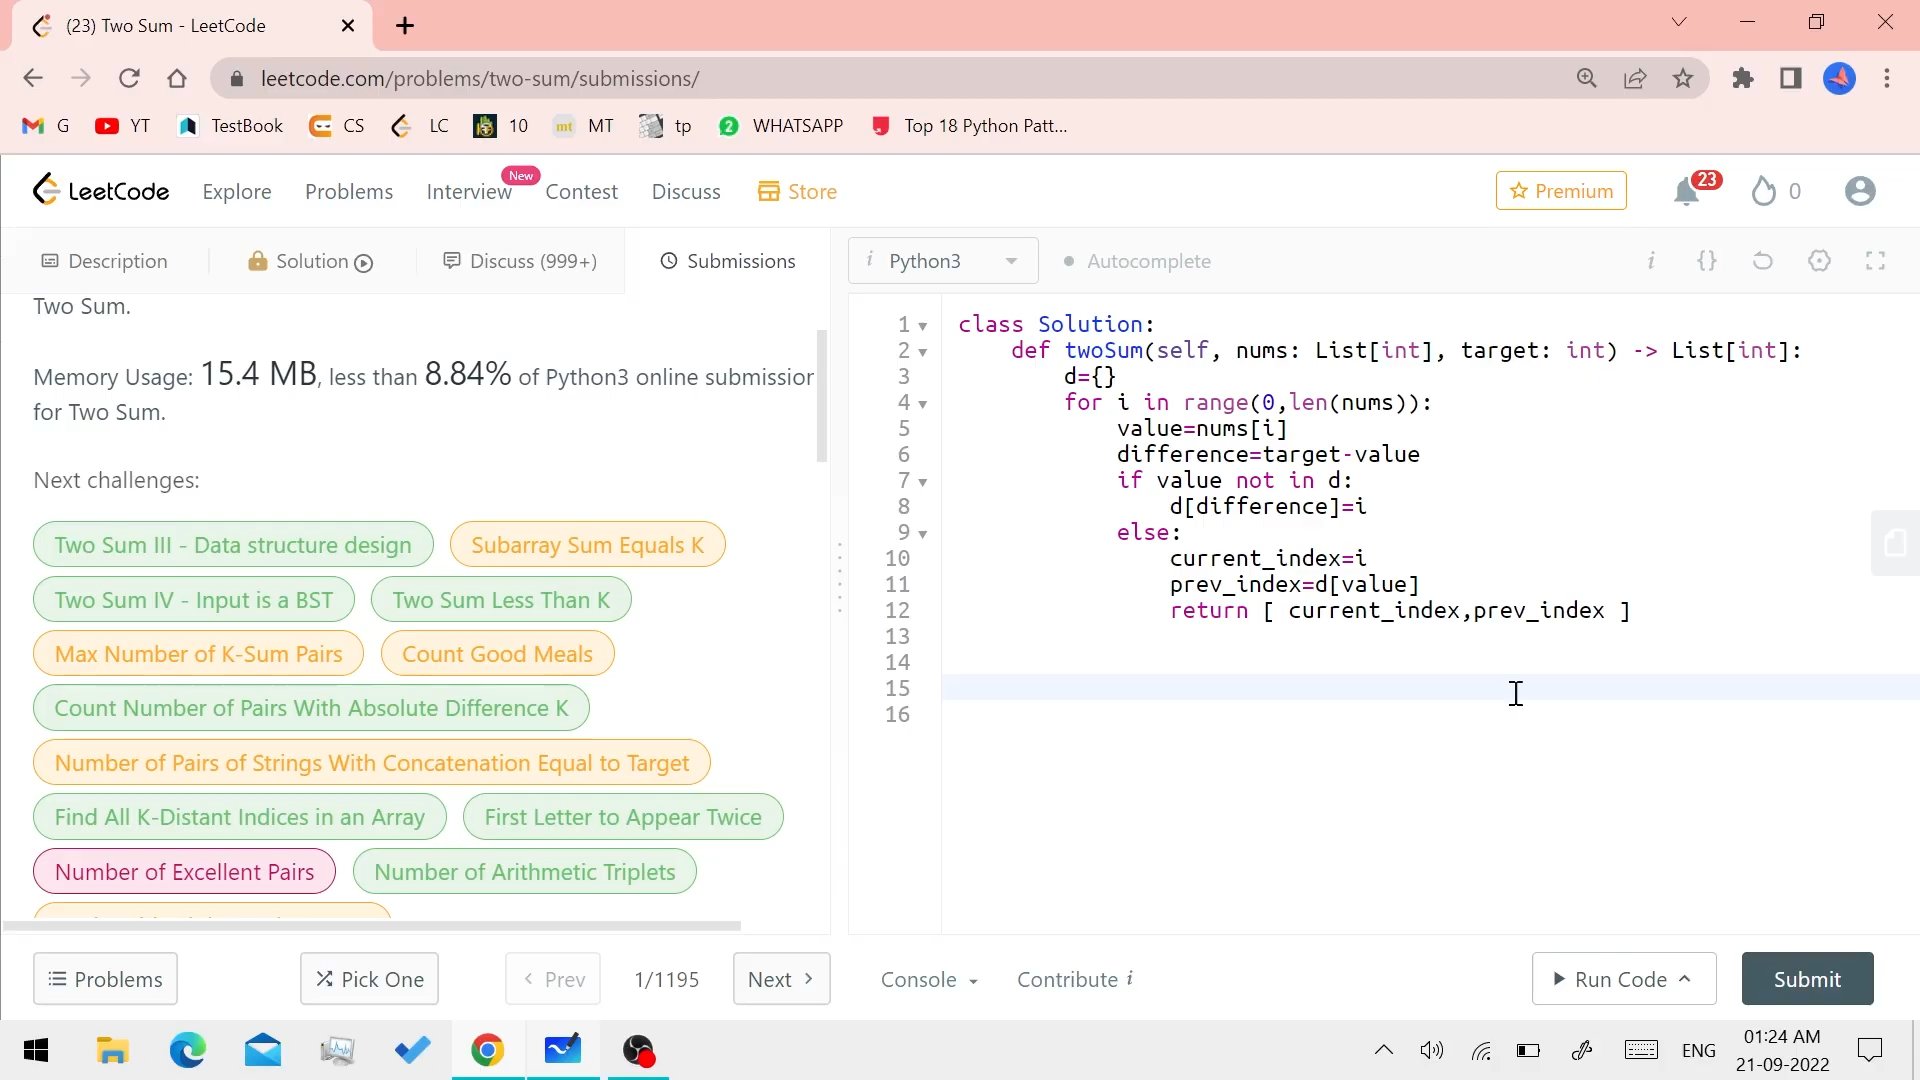 (23) Two Sum - LeetCode
leetcode.com/problems/two-sum/submissions/
G YT TestBook CS LC 10 mt MT tp 2 WHATSAPP Top 18 Python Patt...
LeetCode Explore Problems Interview New Contest Discuss Store Premium 23 0
Description Solution Discuss (999+) Submissions
i Python3 Autocomplete i {}
Two Sum.
Memory Usage: 15.4 MB, less than 8.84% of Python3 online submission
for Two Sum.
Next challenges:
Two Sum III - Data structure design Subarray Sum Equals K
Two Sum IV - Input is a BST Two Sum Less Than K
Max Number of K-Sum Pairs Count Good Meals
Count Number of Pairs With Absolute Difference K
Number of Pairs of Strings With Concatenation Equal to Target
Find All K-Distant Indices in an Array First Letter to Appear Twice
Number of Excellent Pairs Number of Arithmetic Triplets
1 class Solution:
2 def twoSum(self, nums: List[int], target: int) -> List[int]:
3 d={}
4 for i in range(0,len(nums)):
5 value=nums[i]
6 difference=target-value
7 if value not in d:
8 d[difference]=i
9 else:
10 current_index=i
11 prev_index=d[value]
12 return [ current_index,prev_index ]
13
14
15
16
Problems Pick One < Prev 1/1195 Next > Console Contribute i Run Code Submit
ENG 01:24 AM
21-09-2022